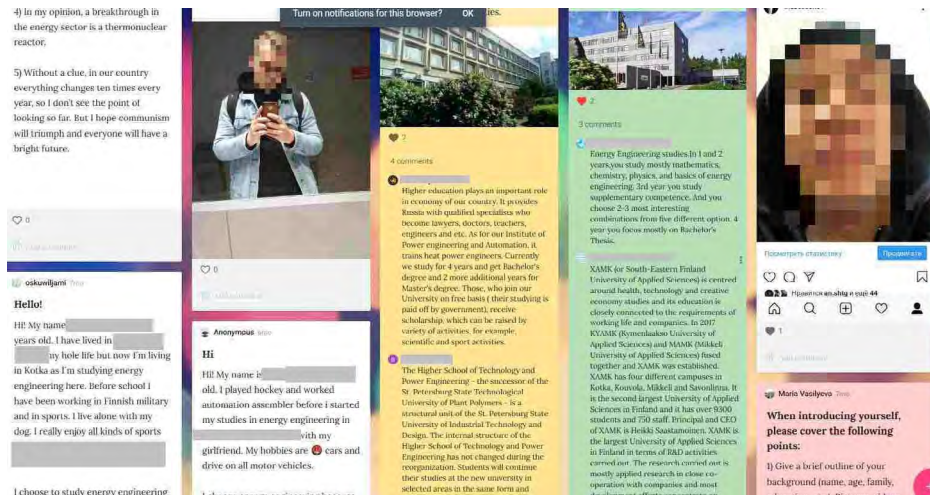 4) In my opinion, a breakthrough in
the energy sector is a thermonuclear
reactor.
5) Without a clue, in our country
everything changes ten times every
year, so I don't see the point of
looking so far. But I hope communism
will triumph and everyone will have a
bright future.
0
oskuwiljami 7mo
Hello!
Hi! My name
years old. I have lived in
my hole life but now I'm living
in Kotka as I'm studying energy
engineering here. Before school I
have been working in Finnish military
and in sports. I live alone with my
dog. I really enjoy all kinds of sports
I choose to study energy engineering
Turn on notifications for this browser? OK
0
Anonymous
Hi
Hi! My name is
old. I played hockey and worked
automation assembler before i started
my studies in energy engineering in
with my
girlfriend. My hobbies are cars and
drive on all motor vehicles.
4 comments
Higher education plays an important role
in economy of our country. It provides
Russia with qualified specialists who
become lawyers, doctors, teachers,
engineers and etc. As for our Institute of
Power engineering and Automation, it
trains heat power engineers. Currently
we study for 4 years and get Bachelor's
degree and 2 more additional years for
Master's degree. Those, who join our
University on free basis ( their studying is
paid off by government), receive
scholarship, which can be raised by
variety of activities, for example,
scientific and sport activities.
The Higher School of Technology and
Power Engineering - the successor of the
St. Petersburg State Technological
University of Plant Polymers - is a
structural unit of the St. Petersburg State
University of Industrial Technology and
Design. The internal structure of the
Higher School of Technology and Power
Engineering has not changed during the
reorganization. Students will continue
their studies at the new university in
selected areas in the same form and
2
3 comments
Energy Engineering studies.In 1 and 2
years,you study mostly mathematics,
chemistry, physics, and basics of energy
engineering. 3rd year you study
supplementary competence. And you
choose 2-3 most interesting
combinations from five different option. 4
year you focus mostly on Bachelor's
Thesis.
XAMK (or South-Eastern Finland
University of Applied Sciences) is centred
around health, technology and creative
economy studies and its education is
closely connected to the requirements of
working life and companies. In 2017
KYAMK (Kymenlaakso University of
Applied Sciences) and MAMK (Mikkeli
University of Applied Sciences) fused
together and XAMK was established.
XAMK has four different campuses in
Kotka, Kouvola, Mikkeli and Savonlinna. It
is the second largest University of Applied
Sciences in Finland and it has over 9300
students and 750 staff. Principal and CEO
of XAMK is Heikki Saastamoinen. XAMK is
the largest University of Applied Sciences
in Finland in terms of R&D activities
carried out. The research carried out is
mostly applied research in close co-
operation with companies and most
Посмотреть статистику Продвигать
Нравится an.shtg и ещё 44
1
Maria Vasilyeva 7mo
When introducing yourself,
please cover the following
points:
1) Give a brief outline of your
background (name, age, family,